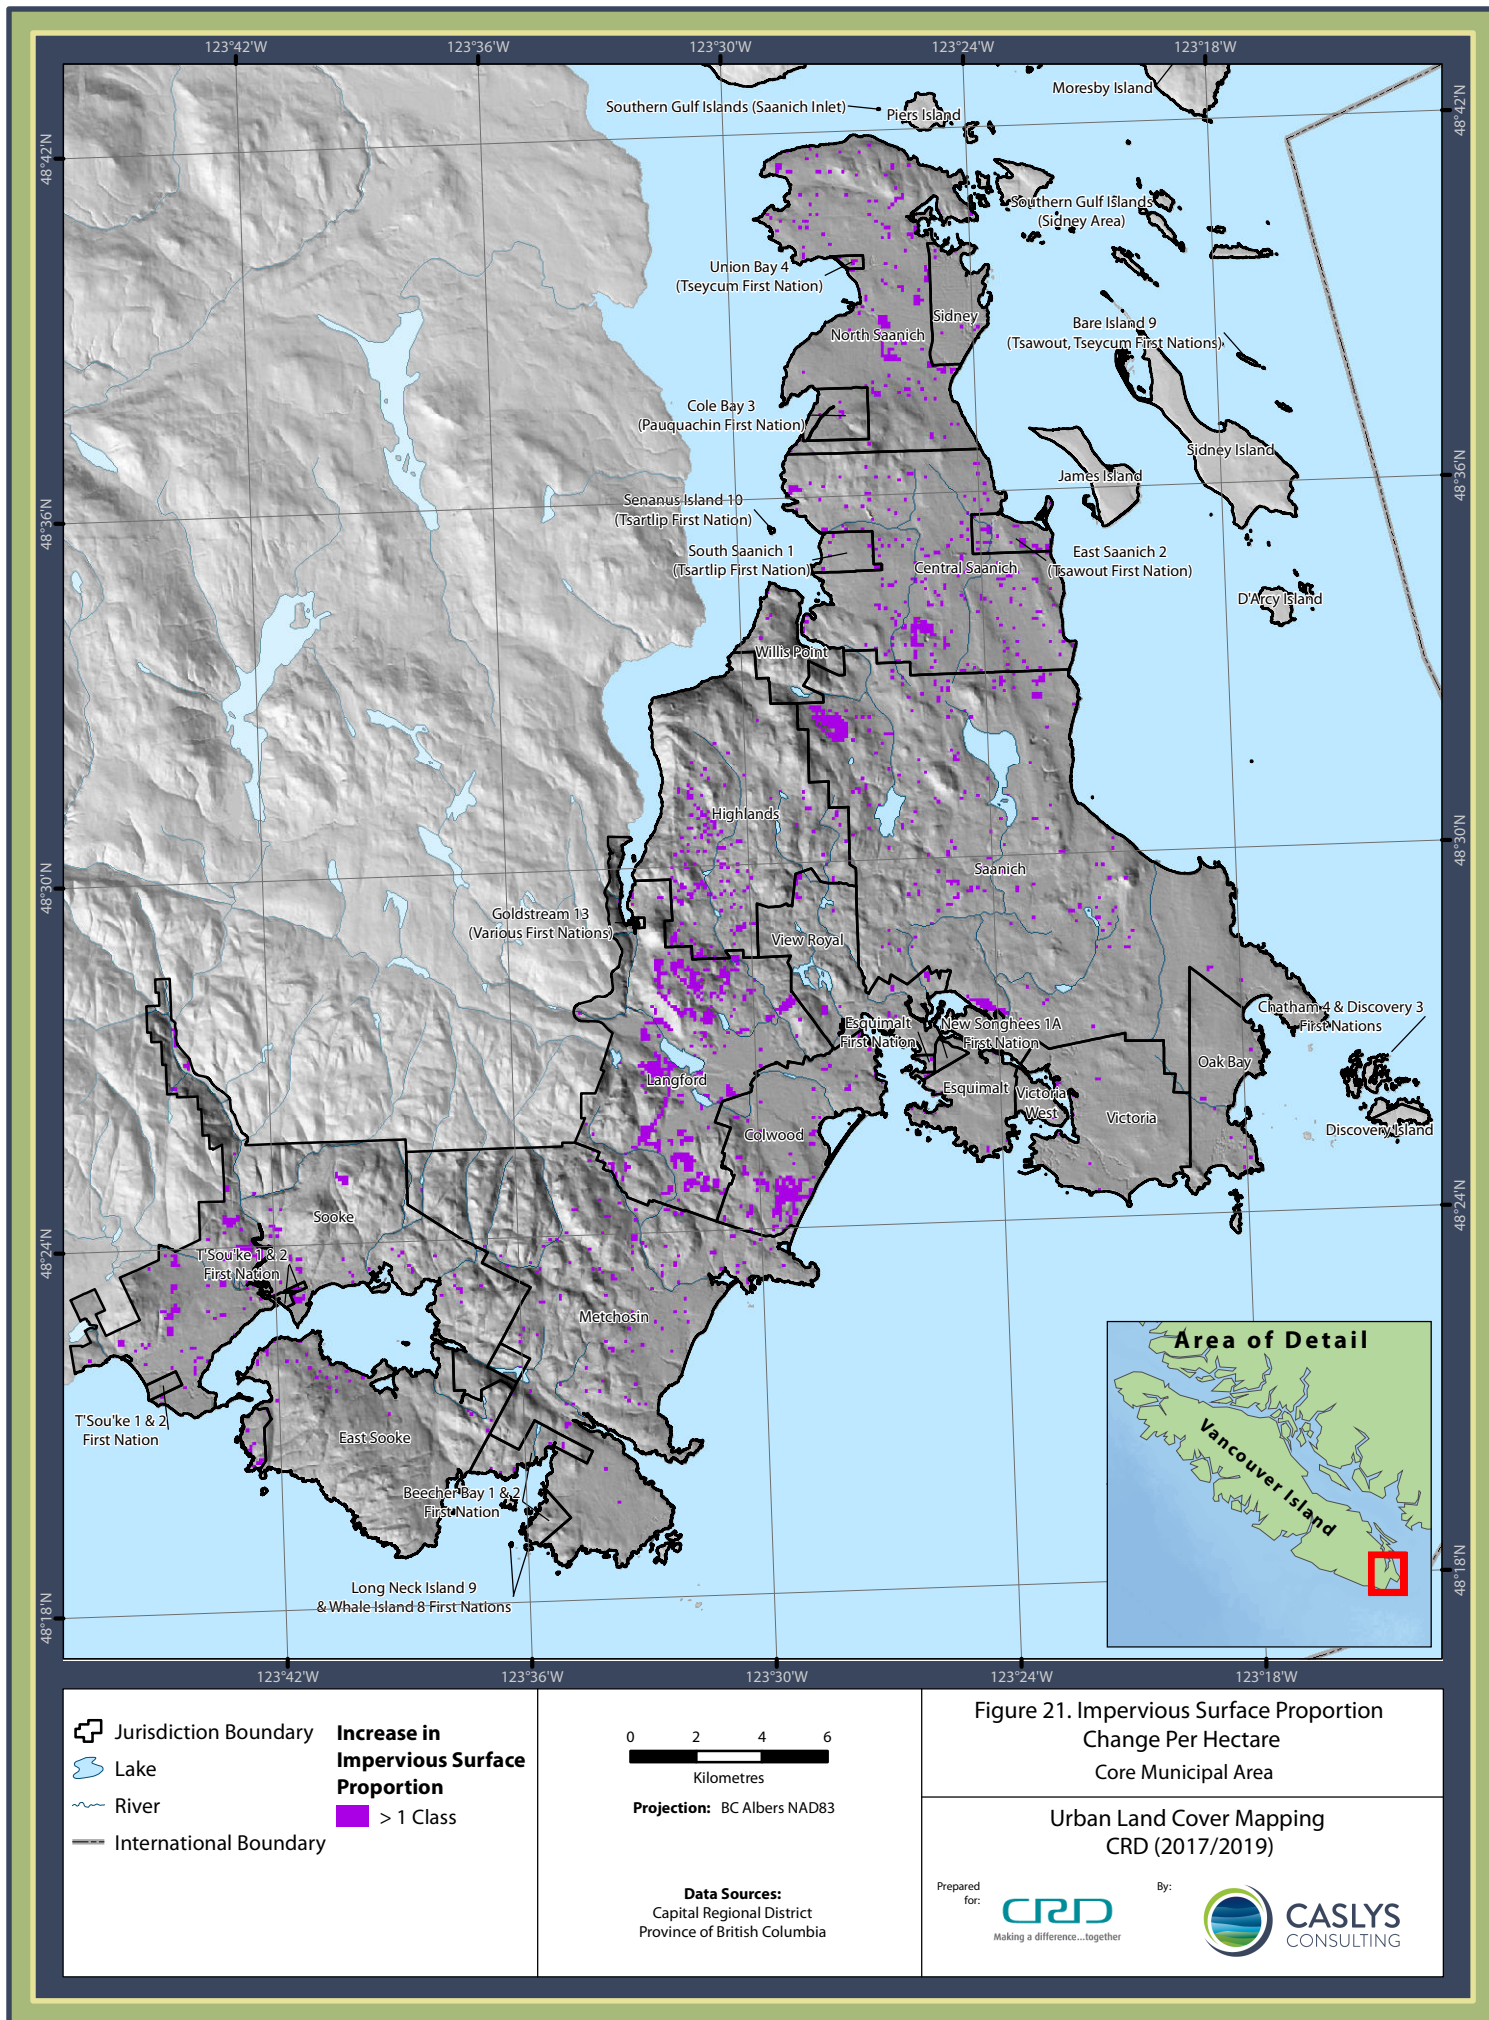 123°42'W
123°36'W
123°30'W
123°24'W
123°18'W
48°42'N
48°42'N
48°36'N
48°36'N
48°30'N
48°30'N
48°24'N
48°24'N
48°18'N
48°18'N
Moresby Island
Southern Gulf Islands (Saanich Inlet)
Piers Island
Southern Gulf Islands
(Sidney Area)
Union Bay 4
(Tseycum First Nation)
Sidney
North Saanich
Bare Island 9
(Tsawout, Tseycum First Nations)
Cole Bay 3
(Pauquachin First Nation)
Sidney Island
James Island
Senanus Island 10
(Tsartlip First Nation)
South Saanich 1
(Tsartlip First Nation)
East Saanich 2
(Tsawout First Nation)
Central Saanich
D'Arcy Island
Willis Point
Highlands
Saanich
Goldstream 13
(Various First Nations)
View Royal
Chatham 4 & Discovery 3
First Nations
Esquimalt
First Nation
New Songhees 1A
First Nation
Oak Bay
Langford
Esquimalt
Victoria
West
Victoria
Discovery Island
Colwood
Sooke
T'Sou'ke 1 & 2
First Nation
Metchosin
T'Sou'ke 1 & 2
First Nation
East Sooke
Beecher Bay 1 & 2
First Nation
Long Neck Island 9
& Whale Island 8 First Nations
Area of Detail
Vancouver Island
123°42'W
123°36'W
123°30'W
123°24'W
123°18'W
Jurisdiction Boundary
Lake
River
International Boundary
Increase in
Impervious Surface
Proportion
> 1 Class
0 2 4 6
Kilometres
Projection: BC Albers NAD83
Data Sources:
Capital Regional District
Province of British Columbia
Figure 21. Impervious Surface Proportion
Change Per Hectare
Core Municipal Area
Urban Land Cover Mapping
CRD (2017/2019)
Prepared
for:
CRD
Making a difference...together
By:
CASLYS
CONSULTING